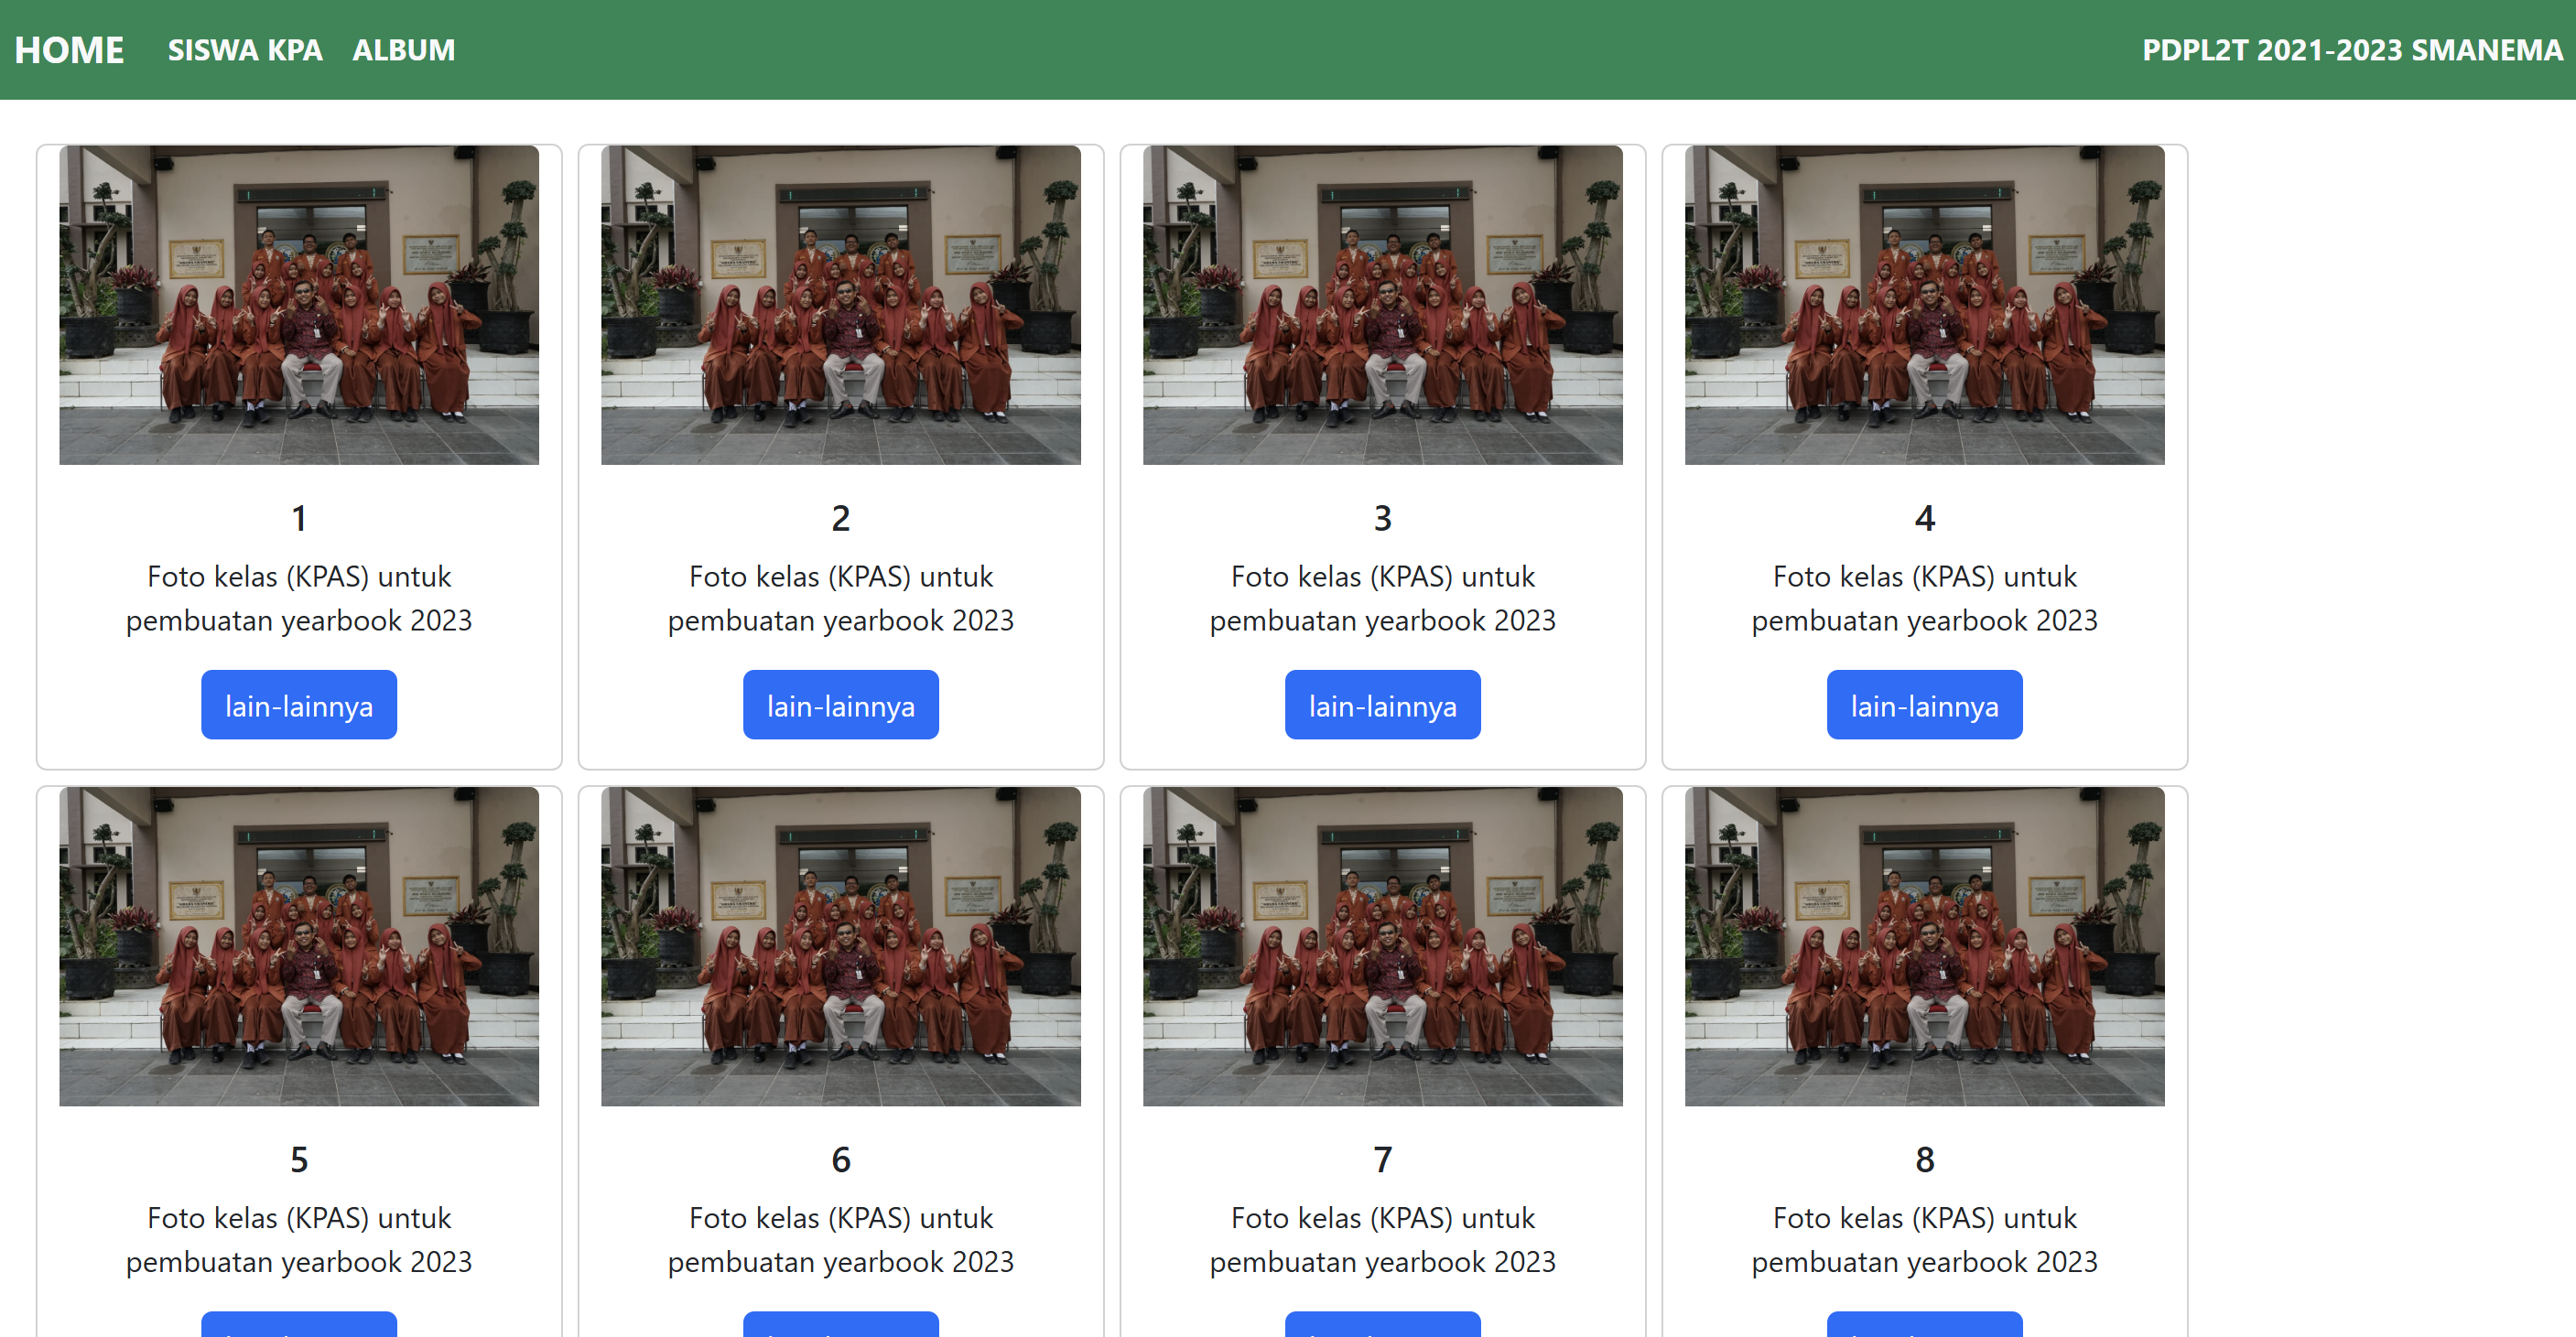 HOME SISWA KPA ALBUM PDPL2T 2021-2023 SMANEMA
1
Foto kelas (KPAS) untuk
pembuatan yearbook 2023
lain-lainnya
2
Foto kelas (KPAS) untuk
pembuatan yearbook 2023
lain-lainnya
3
Foto kelas (KPAS) untuk
pembuatan yearbook 2023
lain-lainnya
4
Foto kelas (KPAS) untuk
pembuatan yearbook 2023
lain-lainnya
5
Foto kelas (KPAS) untuk
pembuatan yearbook 2023
6
Foto kelas (KPAS) untuk
pembuatan yearbook 2023
7
Foto kelas (KPAS) untuk
pembuatan yearbook 2023
8
Foto kelas (KPAS) untuk
pembuatan yearbook 2023